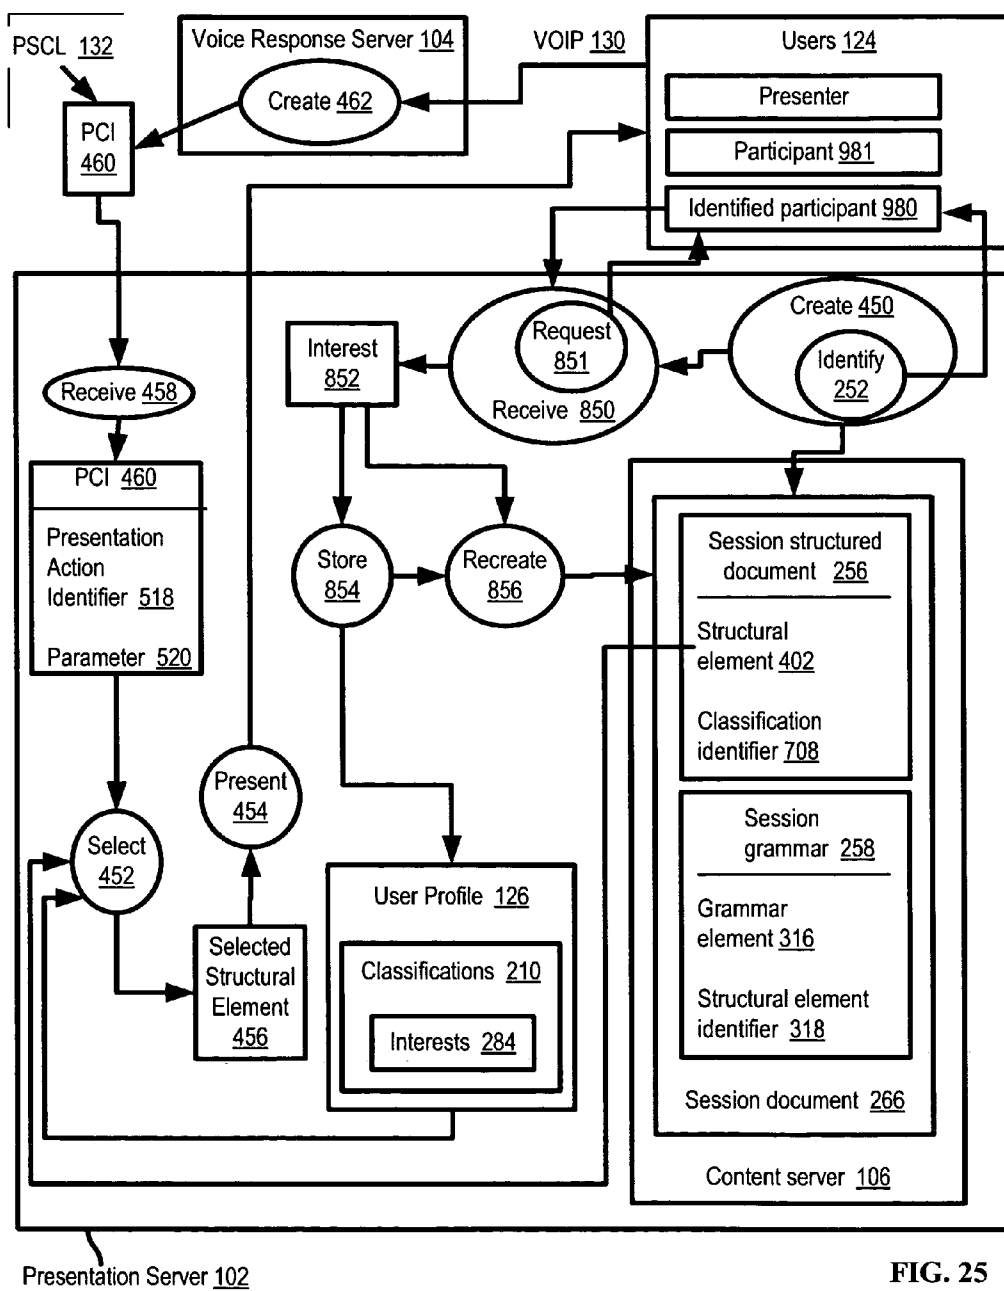 PSCL 132
Voice Response Server 104
VOIP 130
Users 124
Create 462
Presenter
PCI
460
Participant 981
Identified participant 980
Create 450
Request
851
Interest
852
Identify
252
Receive 458
Receive 850
PCI 460
Presentation
Action
Identifier 518
Parameter 520
Store
854
Recreate
856
Session structured
document 256
Structural
element 402
Classification
identifier 708
Present
454
Select
452
Session
grammar 258
User Profile 126
Grammar
element 316
Selected
Structural
Element
456
Classifications 210
Structural element
identifier 318
Interests 284
Session document 266
Content server 106
Presentation Server 102
FIG. 25